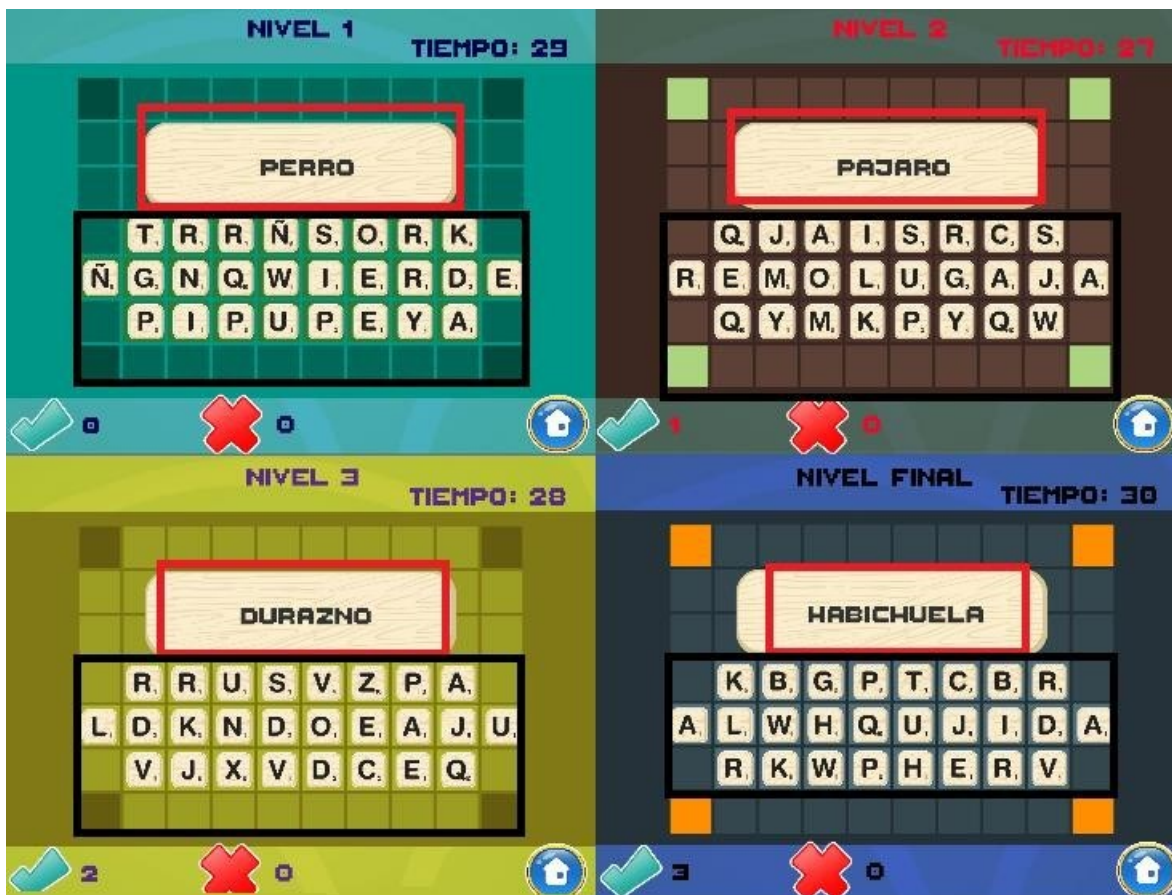 NIVEL 1
TIEMPO: 29
PERRO
T R R Ñ S O R K
Ñ G N Q W I E R D E
P I P U P E Y A
0 0
NIVEL 2
TIEMPO: 27
PAJARO
Q J A I S R C S
R E M O L U G A J A
Q Y M K P Y Q W
1 0
NIVEL 3
TIEMPO: 28
DURAZNO
R R U S V Z P A
L D K N D O E A J U
V J X V D C E Q
2 0
NIVEL FINAL
TIEMPO: 30
HABICHUELA
K B G P T C B R
A L W H Q U J I D A
R K W P H E R V
3 0